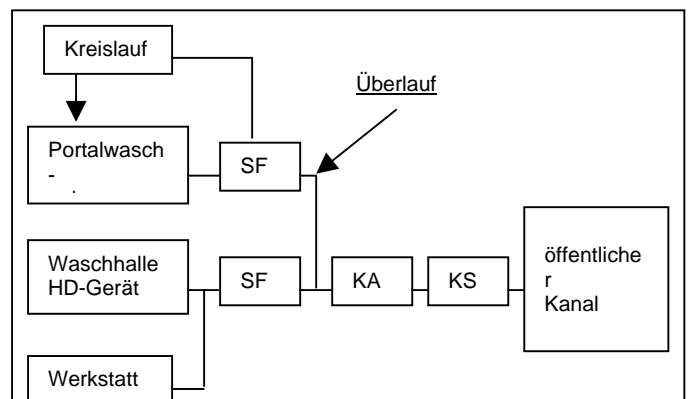 Kreislauf
Überlauf
Portalwasch
-
.
SF
Waschhalle
HD-Gerät
SF
KA
KS
öffentliche
r
Kanal
Werkstatt